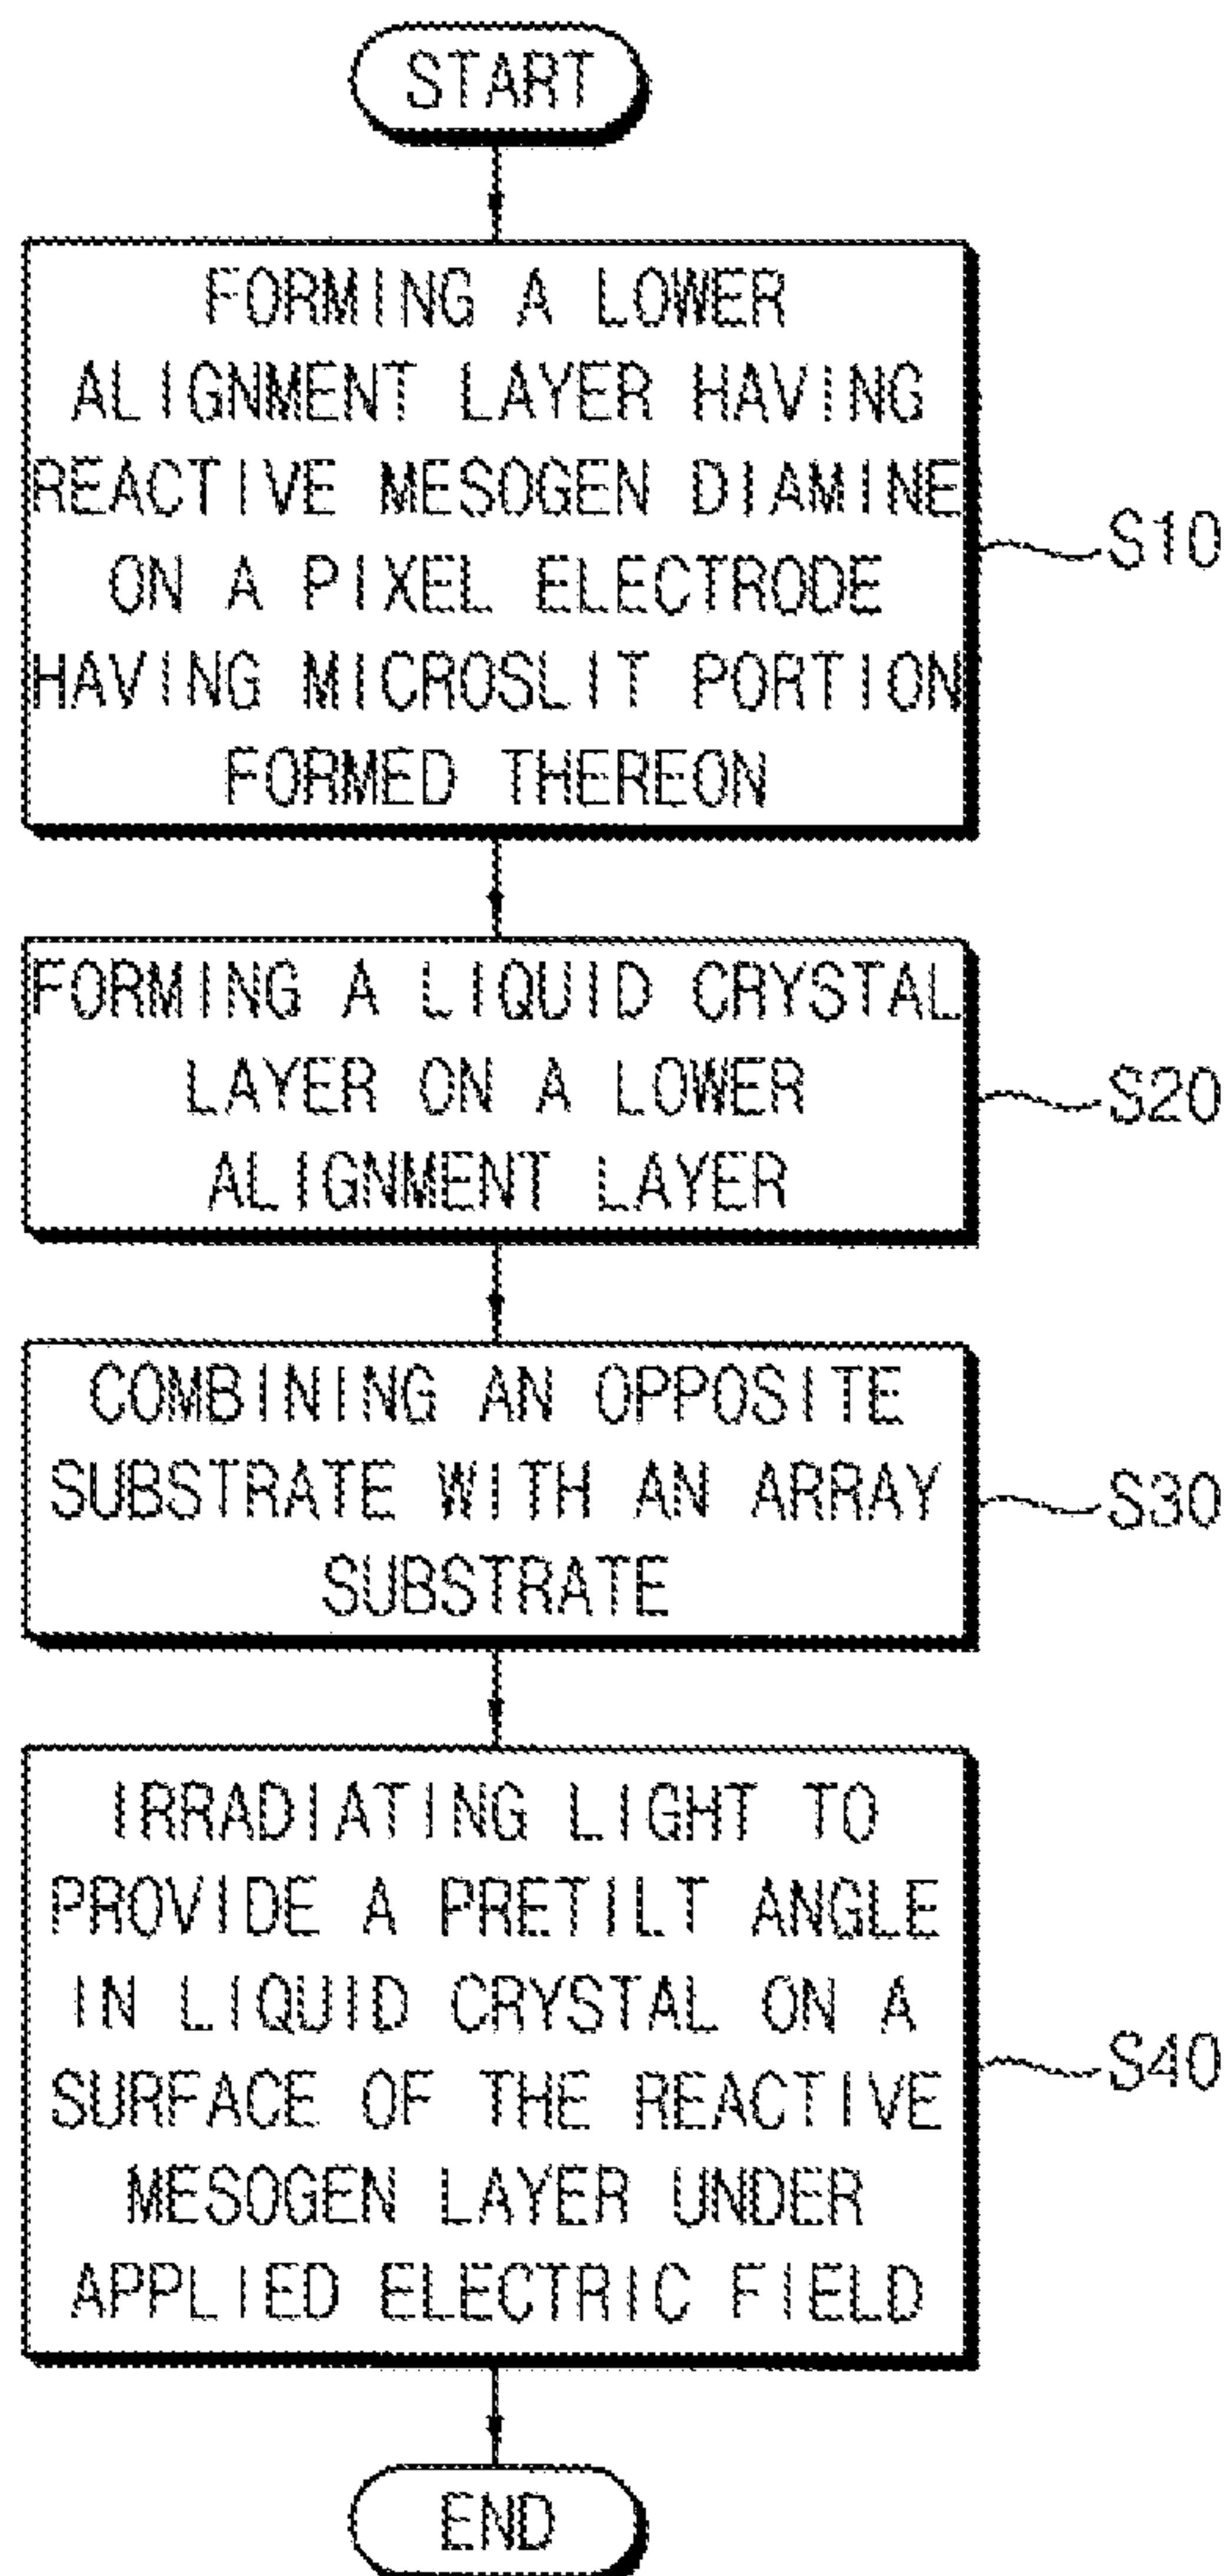 START
FORMING A LOWER
ALIGNMENT LAYER HAVING
REACTIVE MESOGEN DIAMINE
ON A PIXEL ELECTRODE
HAVING MICROSLIT PORTION
FORMED THEREON
S10
FORMING A LIQUID CRYSTAL
LAYER ON A LOWER
ALIGNMENT LAYER
S20
COMBINING AN OPPOSITE
SUBSTRATE WITH AN ARRAY
SUBSTRATE
S30
IRRADIATING LIGHT TO
PROVIDE A PRETILT ANGLE
IN LIQUID CRYSTAL ON A
SURFACE OF THE REACTIVE
MESOGEN LAYER UNDER
APPLIED ELECTRIC FIELD
S40
END